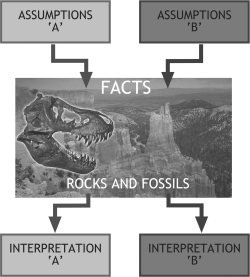 ASSUMPTIONS
'A'
ASSUMPTIONS
'B'
FACTS
ROCKS AND FOSSILS
INTERPRETATION
'A'
INTERPRETATION
'B'